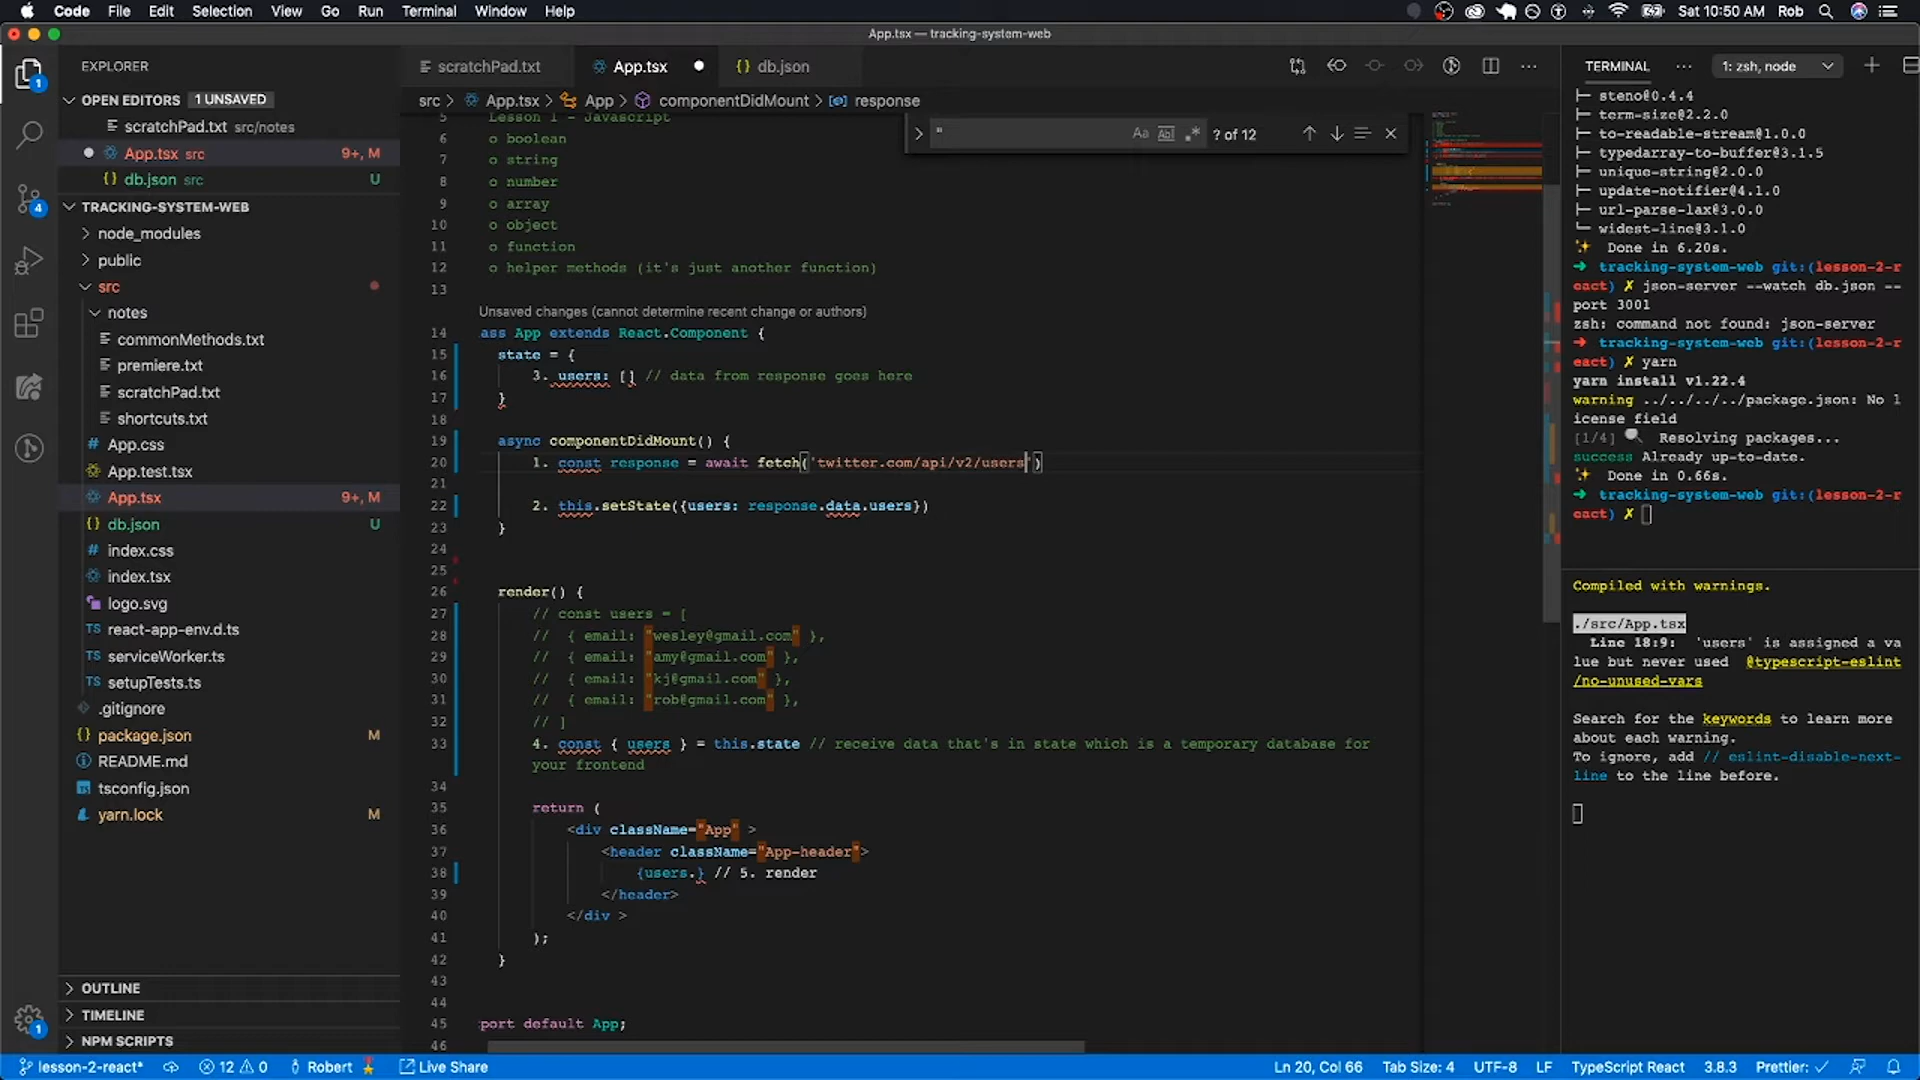 Code File Edit Selection View Go Run Terminal Window Help Sat 10:50 AM Rob
App.tsx — tracking-system-web
EXPLORER
OPEN EDITORS 1 UNSAVED
scratchPad.txt src/notes
App.tsx src 9+, M
db.json src U
TRACKING-SYSTEM-WEB
node_modules
public
src
notes
commonMethods.txt
premiere.txt
scratchPad.txt
shortcuts.txt
App.css
App.test.tsx
App.tsx 9+, M
db.json U
index.css
index.tsx
logo.svg
react-app-env.d.ts
serviceWorker.ts
setupTests.ts
.gitignore
package.json M
README.md
tsconfig.json
yarn.lock M
OUTLINE
TIMELINE
NPM SCRIPTS
scratchPad.txt App.tsx db.json
src > App.tsx > App > componentDidMount > response
" Aa Abl .* ? of 12
5 Lesson 1 - Javascript
6 o boolean
7 o string
8 o number
9 o array
10 o object
11 o function
12 o helper methods (it's just another function)
13
Unsaved changes (cannot determine recent change or authors)
14 ass App extends React.Component {
15 state = {
16 3. users: [] // data from response goes here
17 }
18
19 async componentDidMount() {
20 1. const response = await fetch('twitter.com/api/v2/users')
21
22 2. this.setState({users: response.data.users})
23 }
24
25
26 render() {
27 // const users = [
28 // { email: "wesley@gmail.com" },
29 // { email: "amy@gmail.com" },
30 // { email: "kj@gmail.com" },
31 // { email: "rob@gmail.com" },
32 // ]
33 4. const { users } = this.state // receive data that's in state which is a temporary database for
your frontend
34
35 return (
36 <div className="App" >
37 <header className="App-header">
38 {users.} // 5. render
39 </header>
40 </div >
41 );
42 }
43
44
45 port default App;
46
TERMINAL 1: zsh, node
├─ steno@0.4.4
├─ term-size@2.2.0
├─ to-readable-stream@1.0.0
├─ typedarray-to-buffer@3.1.5
├─ unique-string@2.0.0
├─ update-notifier@4.1.0
├─ url-parse-lax@3.0.0
└─ widest-line@3.1.0
✨ Done in 6.20s.
➜ tracking-system-web git:(lesson-2-r
eact) ✗ json-server --watch db.json --
port 3001
zsh: command not found: json-server
➜ tracking-system-web git:(lesson-2-r
eact) ✗ yarn
yarn install v1.22.4
warning ../../../../package.json: No l
icense field
[1/4] 🔍 Resolving packages...
success Already up-to-date.
✨ Done in 0.66s.
➜ tracking-system-web git:(lesson-2-r
eact) ✗
Compiled with warnings.
./src/App.tsx
Line 18:9: 'users' is assigned a va
lue but never used @typescript-eslint
/no-unused-vars
Search for the keywords to learn more
about each warning.
To ignore, add // eslint-disable-next-
line to the line before.
lesson-2-react* 12 0 Robert Live Share Ln 20, Col 66 Tab Size: 4 UTF-8 LF TypeScript React 3.8.3 Prettier: ✓